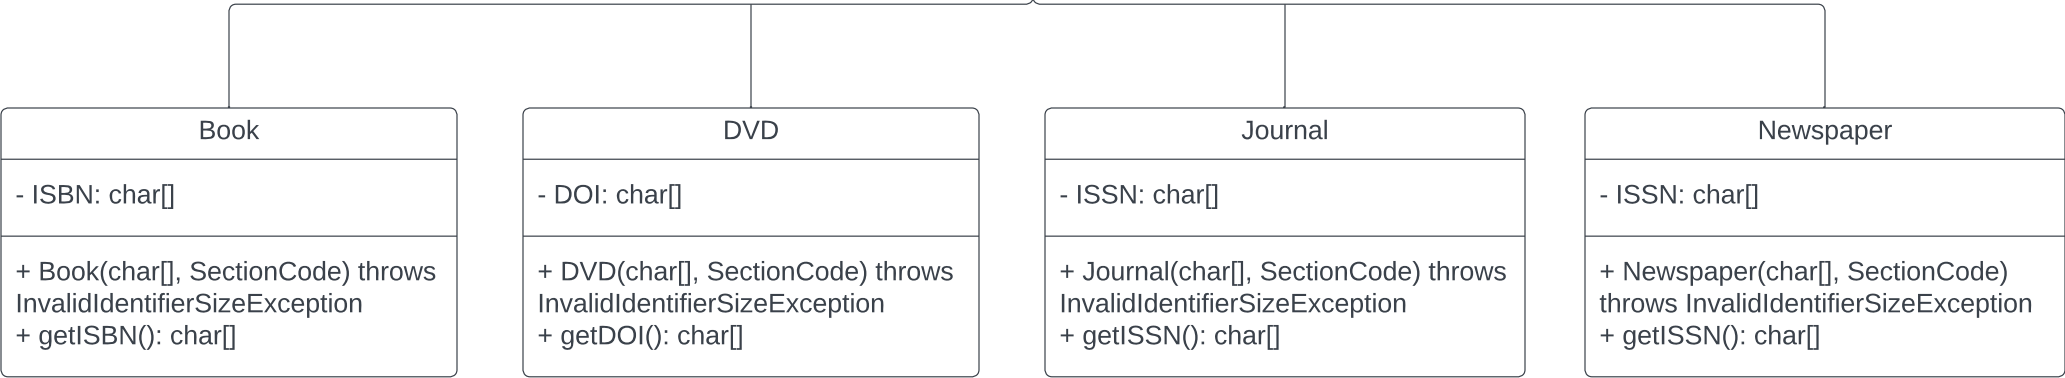 Book
- ISBN: char[]
+ Book(char[], SectionCode) throws
InvalidIdentifierSizeException
+ getISBN(): char[]
DVD
- DOI: char[]
+ DVD(char[], SectionCode) throws
InvalidIdentifierSizeException
+ getDOI(): char[]
Journal
- ISSN: char[]
+ Journal(char[], SectionCode) throws
InvalidIdentifierSizeException
+ getISSN(): char[]
Newspaper
- ISSN: char[]
+ Newspaper(char[], SectionCode)
throws InvalidIdentifierSizeException
+ getISSN(): char[]